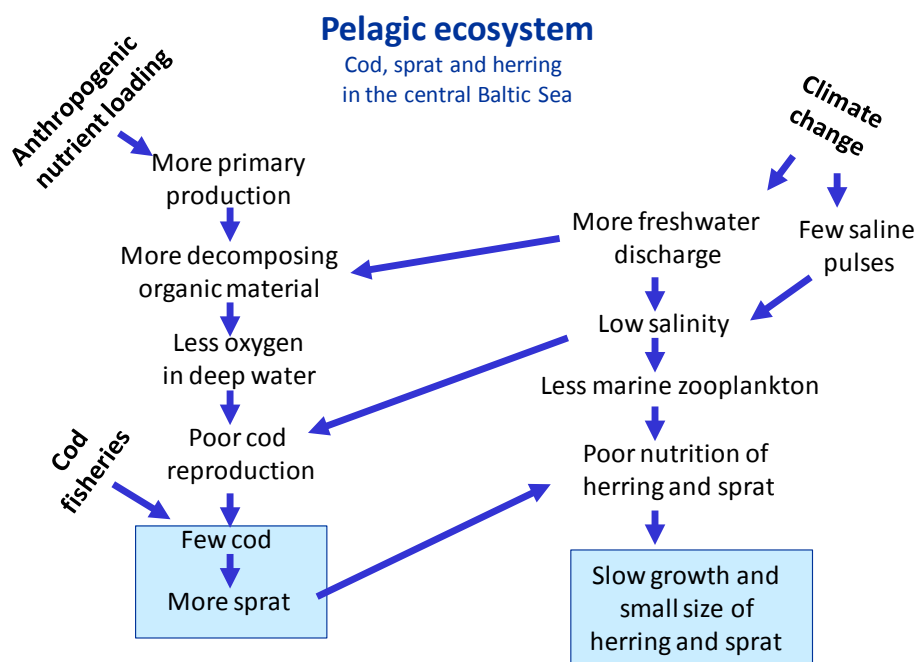 Pelagic ecosystem
Cod, sprat and herring
in the central Baltic Sea
Anthropogenic
nutrient loading
More primary
production
More decomposing
organic material
Less oxygen
in deep water
Poor cod
reproduction
Cod
fisheries
Few cod
More sprat
Climate
change
More freshwater
discharge
Few saline
pulses
Low salinity
Less marine zooplankton
Poor nutrition of
herring and sprat
Slow growth and
small size of
herring and sprat